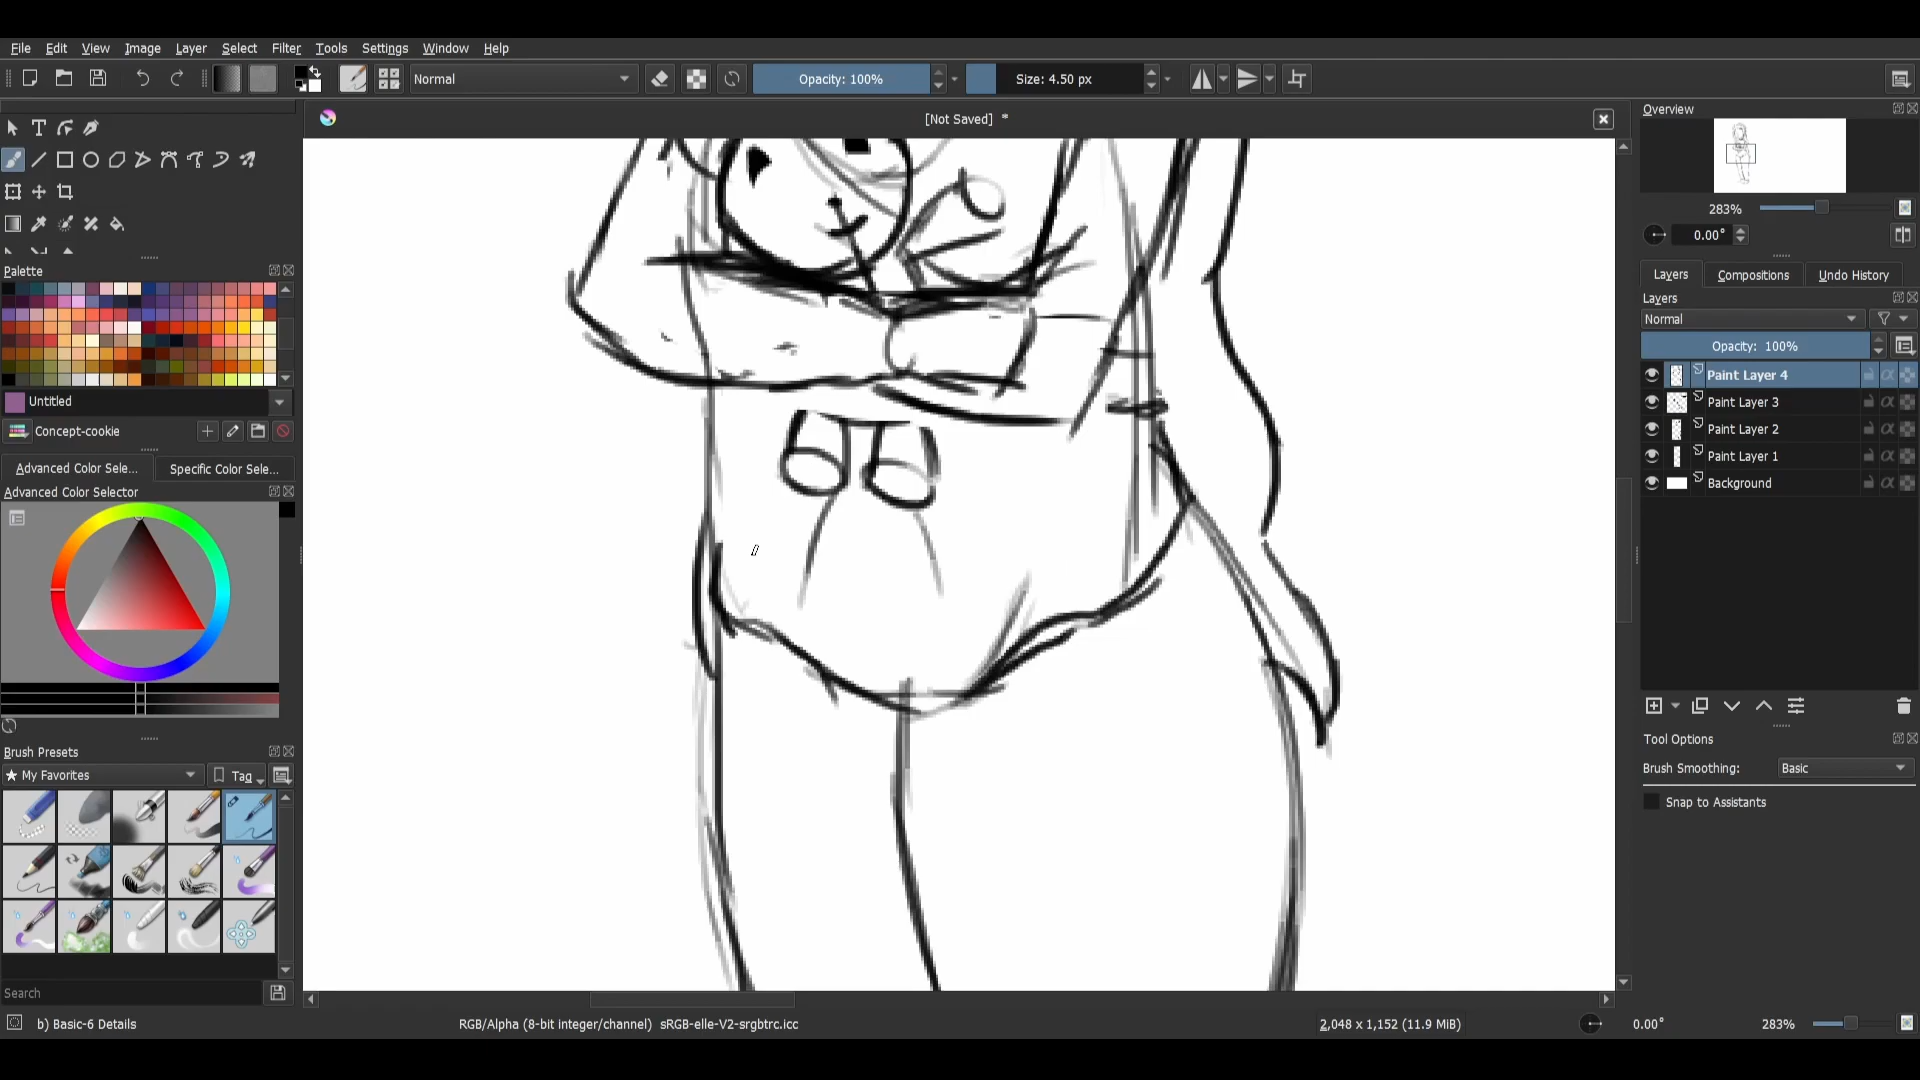 File Edit View Image Layer Select Filter Tools Settings Window Help
Normal
Opacity: 100%
Size: 4.50 px
[Not Saved] *
Overview
283%
0.00°
Palette
Untitled
Concept-cookie
Advanced Color Sele...
Specific Color Sele...
Advanced Color Selector
Brush Presets
My Favorites
Tag
Search
Layers
Compositions
Undo History
Layers
Normal
Opacity: 100%
Paint Layer 4
Paint Layer 3
Paint Layer 2
Paint Layer 1
Background
Tool Options
Brush Smoothing: Basic
Snap to Assistants
b) Basic-6 Details
RGB/Alpha (8-bit integer/channel) sRGB-elle-V2-srgbtrc.icc
2,048 x 1,152 (11.9 MiB)
0.00°
283%